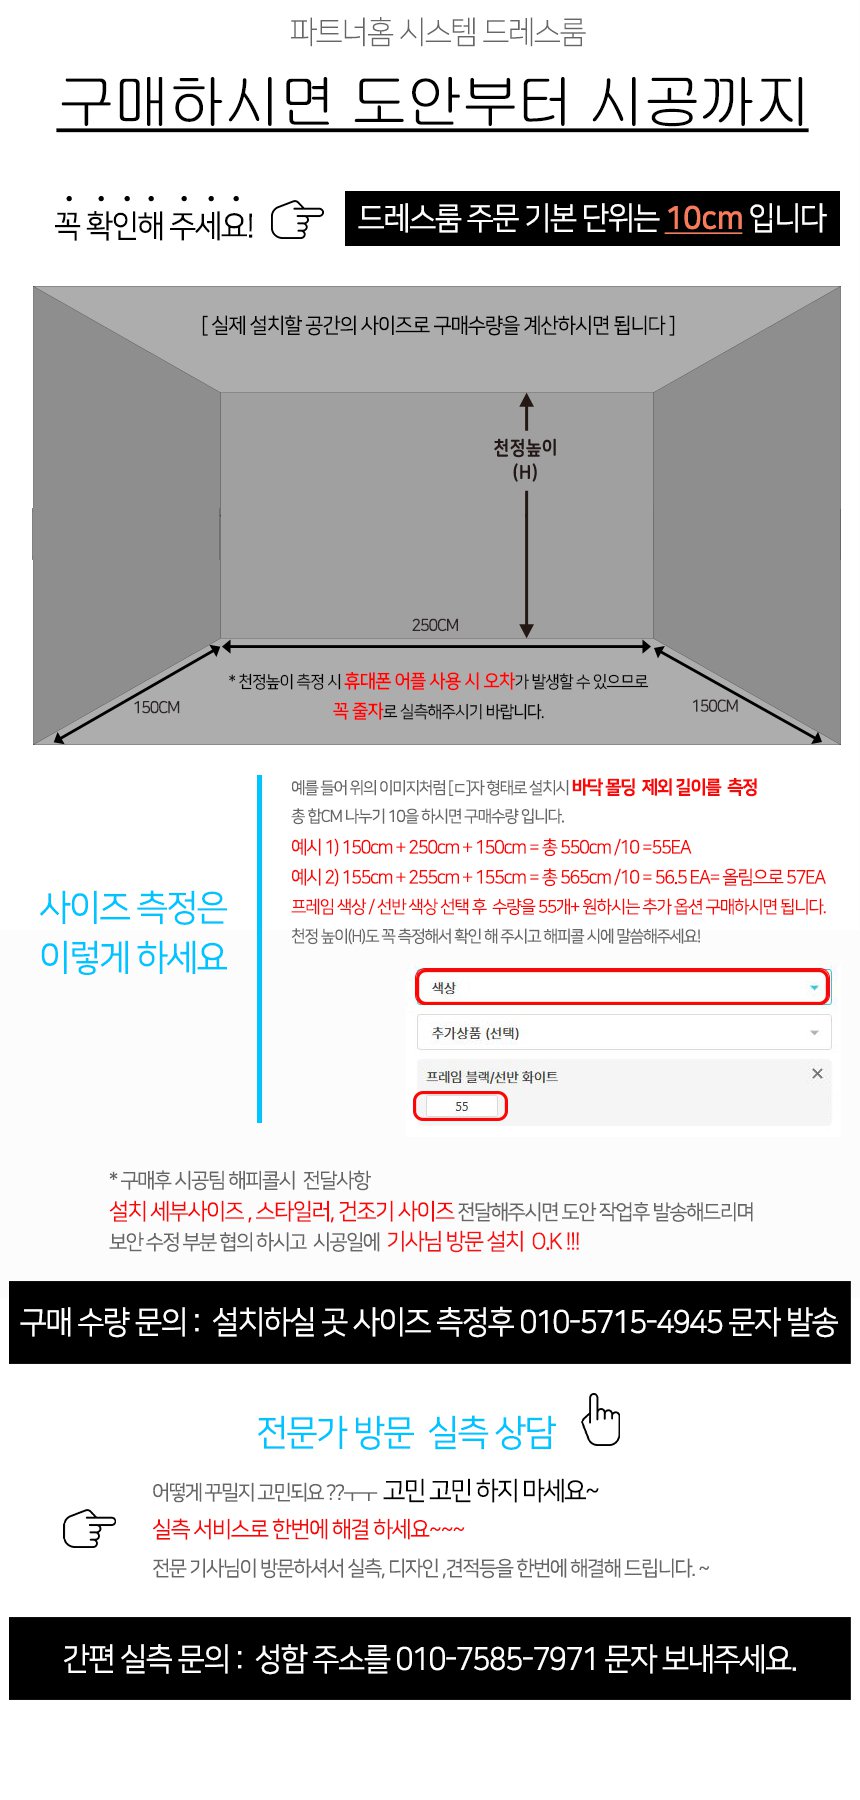 파트너홈 시스템 드레스룸
구매하시면 도안부터 시공까지
꼭 확인해 주세요!
드레스룸 주문 기본 단위는 10cm 입니다
[ 실제 설치할 공간의 사이즈로 구매수량을 계산하시면 됩니다 ]
천정높이
(H)
250CM
150CM
150CM
* 천정높이 측정 시 휴대폰 어플 사용 시 오차가 발생할 수 있으므로
꼭 줄자로 실측해주시기 바랍니다.
사이즈 측정은
이렇게 하세요
예를 들어 위의 이미지처럼 [ㄷ]자 형태로 설치시 바닥 몰딩 제외 길이를 측정
총 합CM 나누기 10을 하시면 구매수량 입니다.
예시 1) 150cm + 250cm + 150cm = 총 550cm /10 =55EA
예시 2) 155cm + 255cm + 155cm = 총 565cm /10 = 56.5 EA= 올림으로 57EA
프레임 색상 / 선반 색상 선택 후 수량을 55개+ 원하시는 추가 옵션 구매하시면 됩니다.
천정 높이(H)도 꼭 측정해서 확인 해 주시고 해피콜 시에 말씀해주세요!
색상
추가상품 (선택)
프레임 블랙/선반 화이트
55
* 구매후 시공팀 해피콜시 전달사항
설치 세부사이즈 , 스타일러, 건조기 사이즈 전달해주시면 도안 작업후 발송해드리며
보안 수정 부분 협의 하시고 시공일에 기사님 방문 설치 O.K !!!
구매 수량 문의 : 설치하실 곳 사이즈 측정후 010-5715-4945 문자 발송
전문가 방문 실측 상담
어떻게 꾸밀지 고민되요 ??ㅜㅜ 고민 고민 하지 마세요~
실측 서비스로 한번에 해결 하세요~~~
전문 기사님이 방문하셔서 실측, 디자인 ,견적등을 한번에 해결해 드립니다. ~
간편 실측 문의 : 성함 주소를 010-7585-7971 문자 보내주세요.